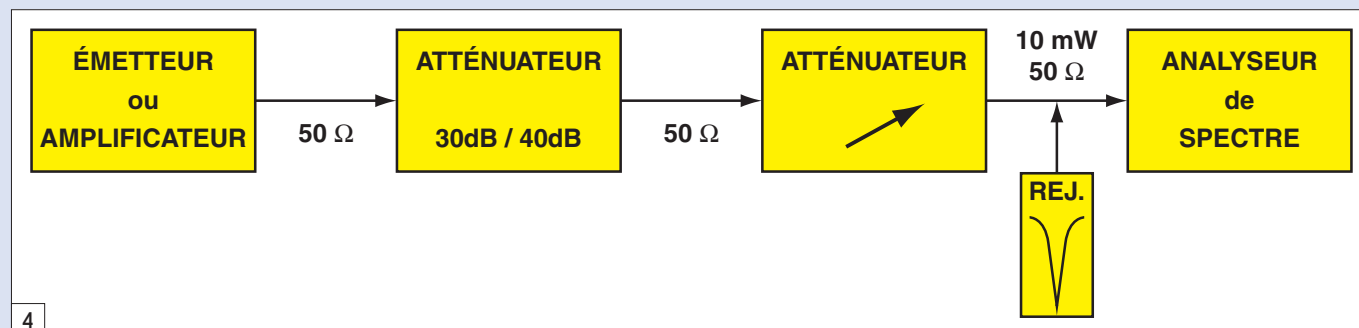 ÉMETTEUR
ou
AMPLIFICATEUR
50 Ω
ATTÉNUATEUR
30dB / 40dB
50 Ω
ATTÉNUATEUR
10 mW
50 Ω
REJ.
ANALYSEUR
de
SPECTRE
4